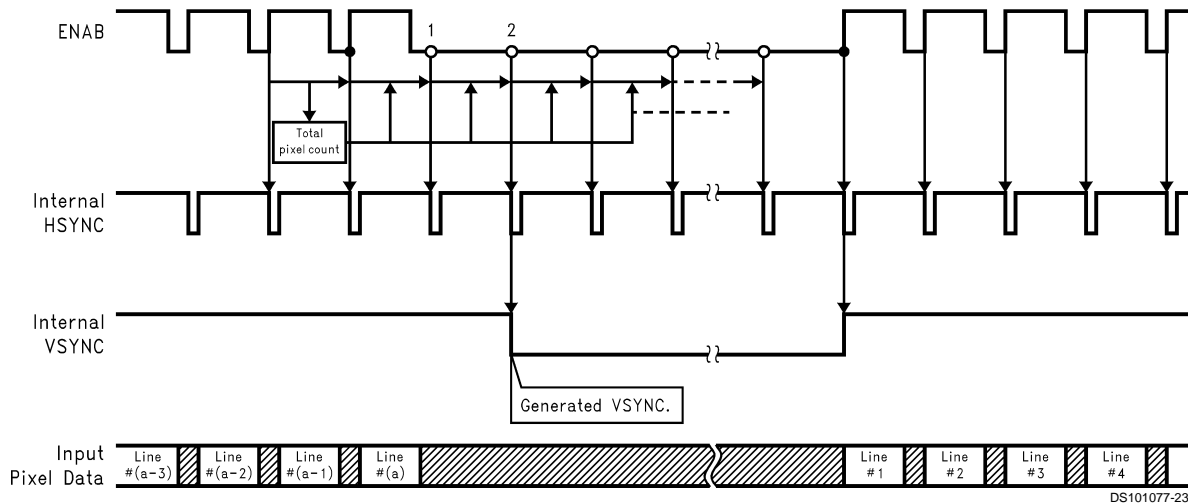 ENAB
1
2
Total
pixel count
Internal
HSYNC
Internal
VSYNC
Generated VSYNC.
Input
Pixel Data
Line
#(a-3)
Line
#(a-2)
Line
#(a-1)
Line
#(a)
Line
#1
Line
#2
Line
#3
Line
#4
DS101077-23